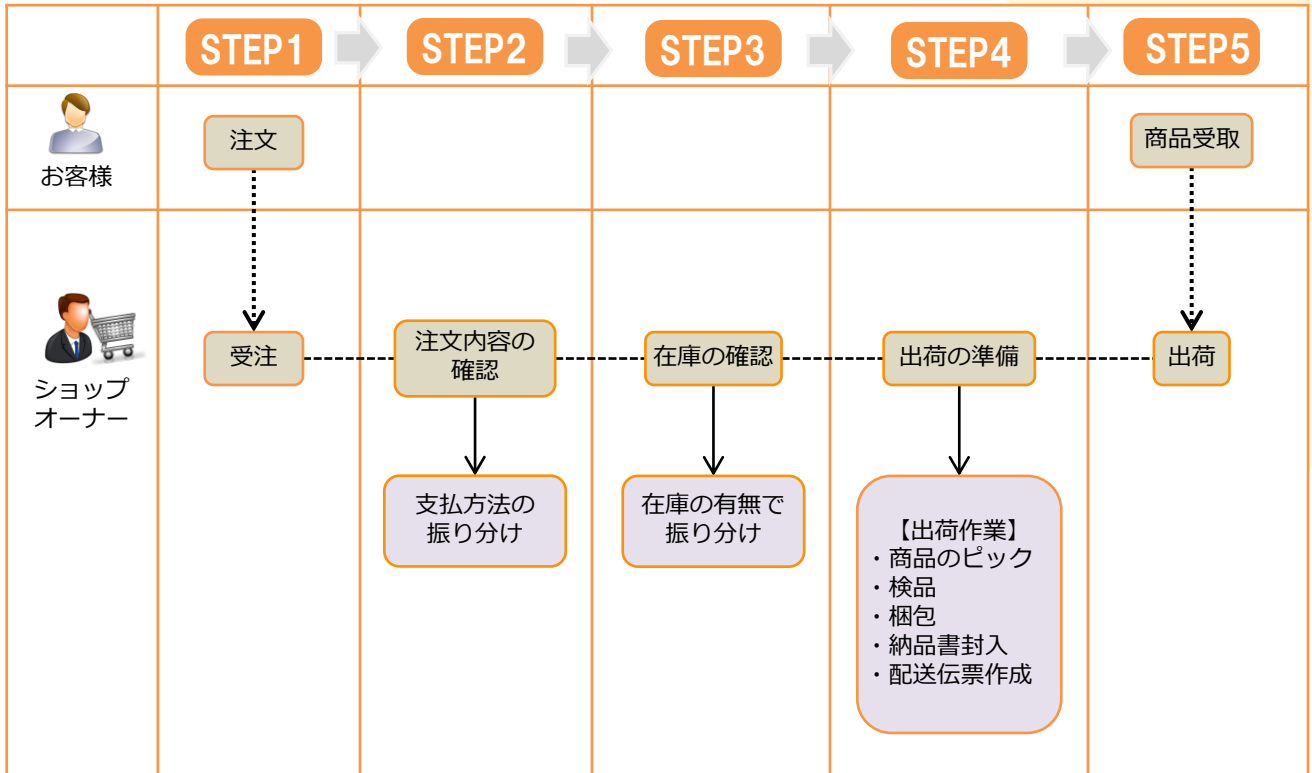 STEP1
STEP2
STEP3
STEP4
STEP5
お客様
注文
商品受取
ショップ
オーナー
受注
注文内容の
確認
在庫の確認
出荷の準備
出荷
支払方法の
振り分け
在庫の有無で
振り分け
【出荷作業】
・商品のピック
・検品
・梱包
・納品書封入
・配送伝票作成